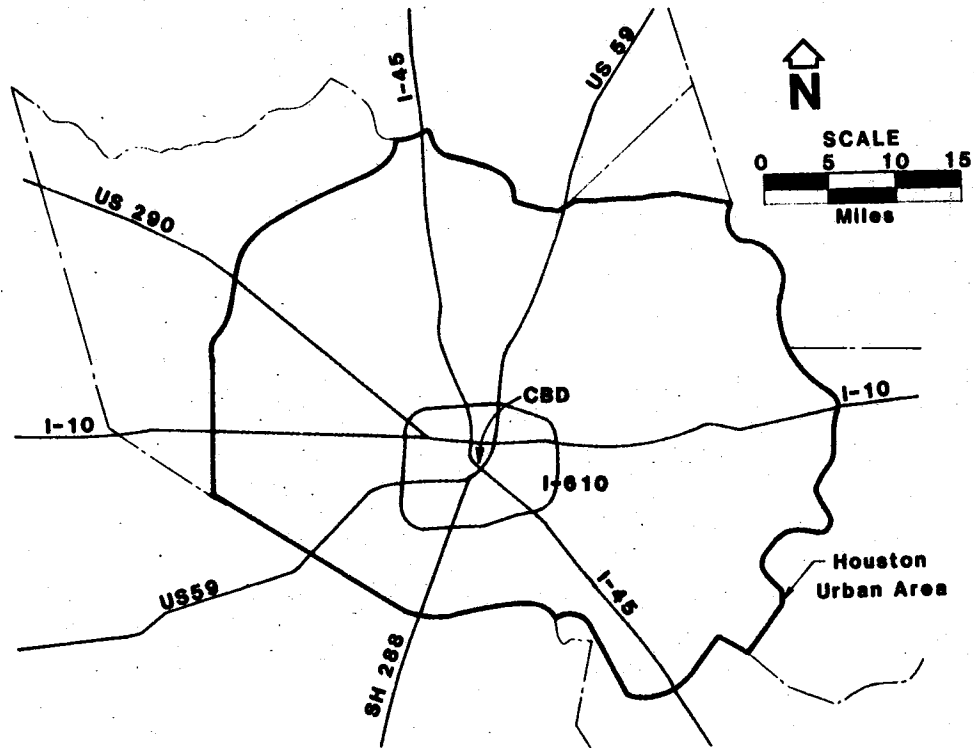 I-45
US 59
N
SCALE
0 5 10 15
Miles
US 290
CBD
I-10
I-10
I-610
Houston
Urban Area
US59
I-45
SH 288